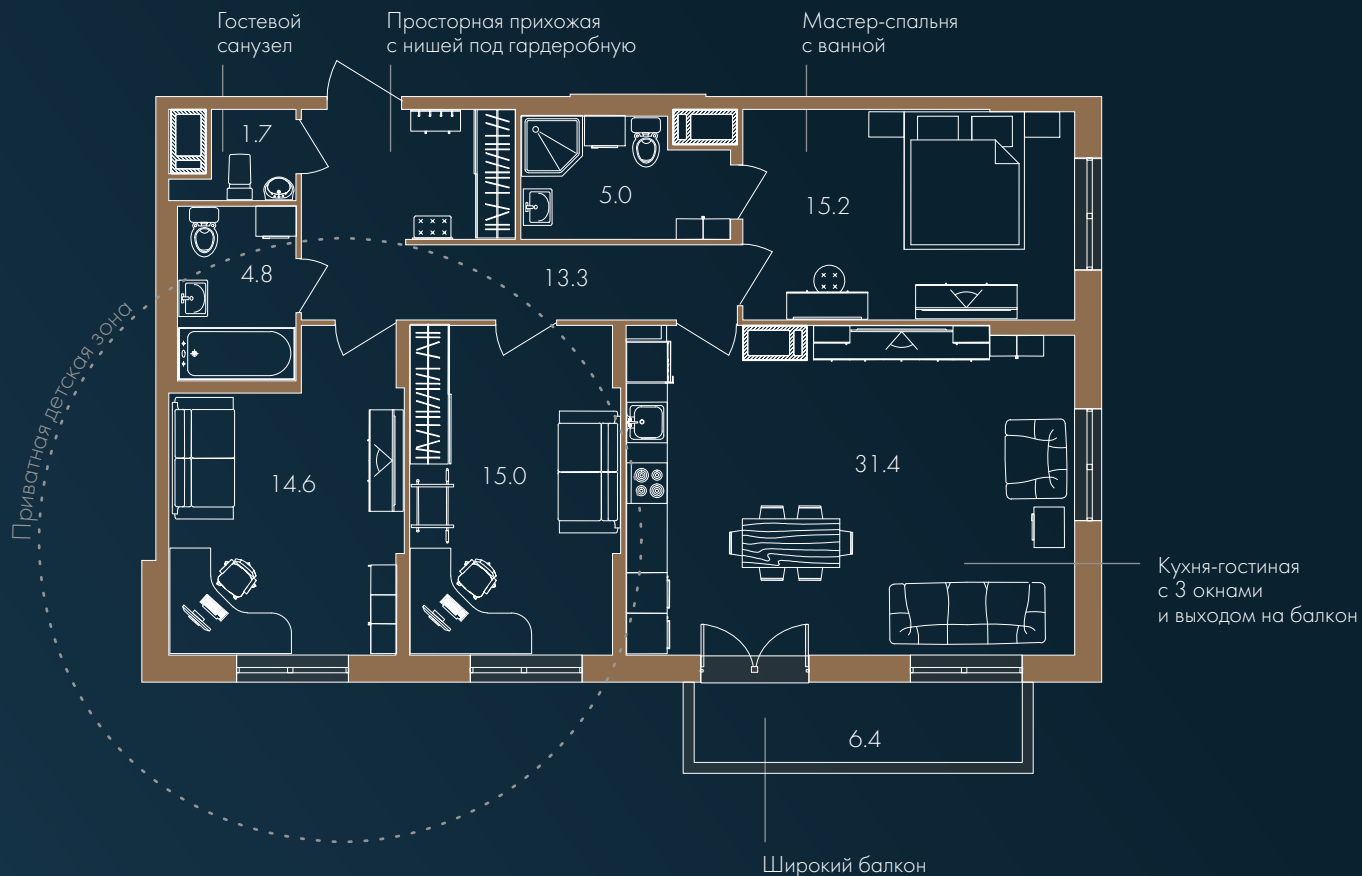 Гостевой
санузел
Просторная прихожая
с нишей под гардеробную
Мастер-спальня
с ванной
1.7
5.0
15.2
4.8
13.3
Приватная детская зона
14.6
15.0
31.4
Кухня-гостиная
с 3 окнами
и выходом на балкон
6.4
Широкий балкон